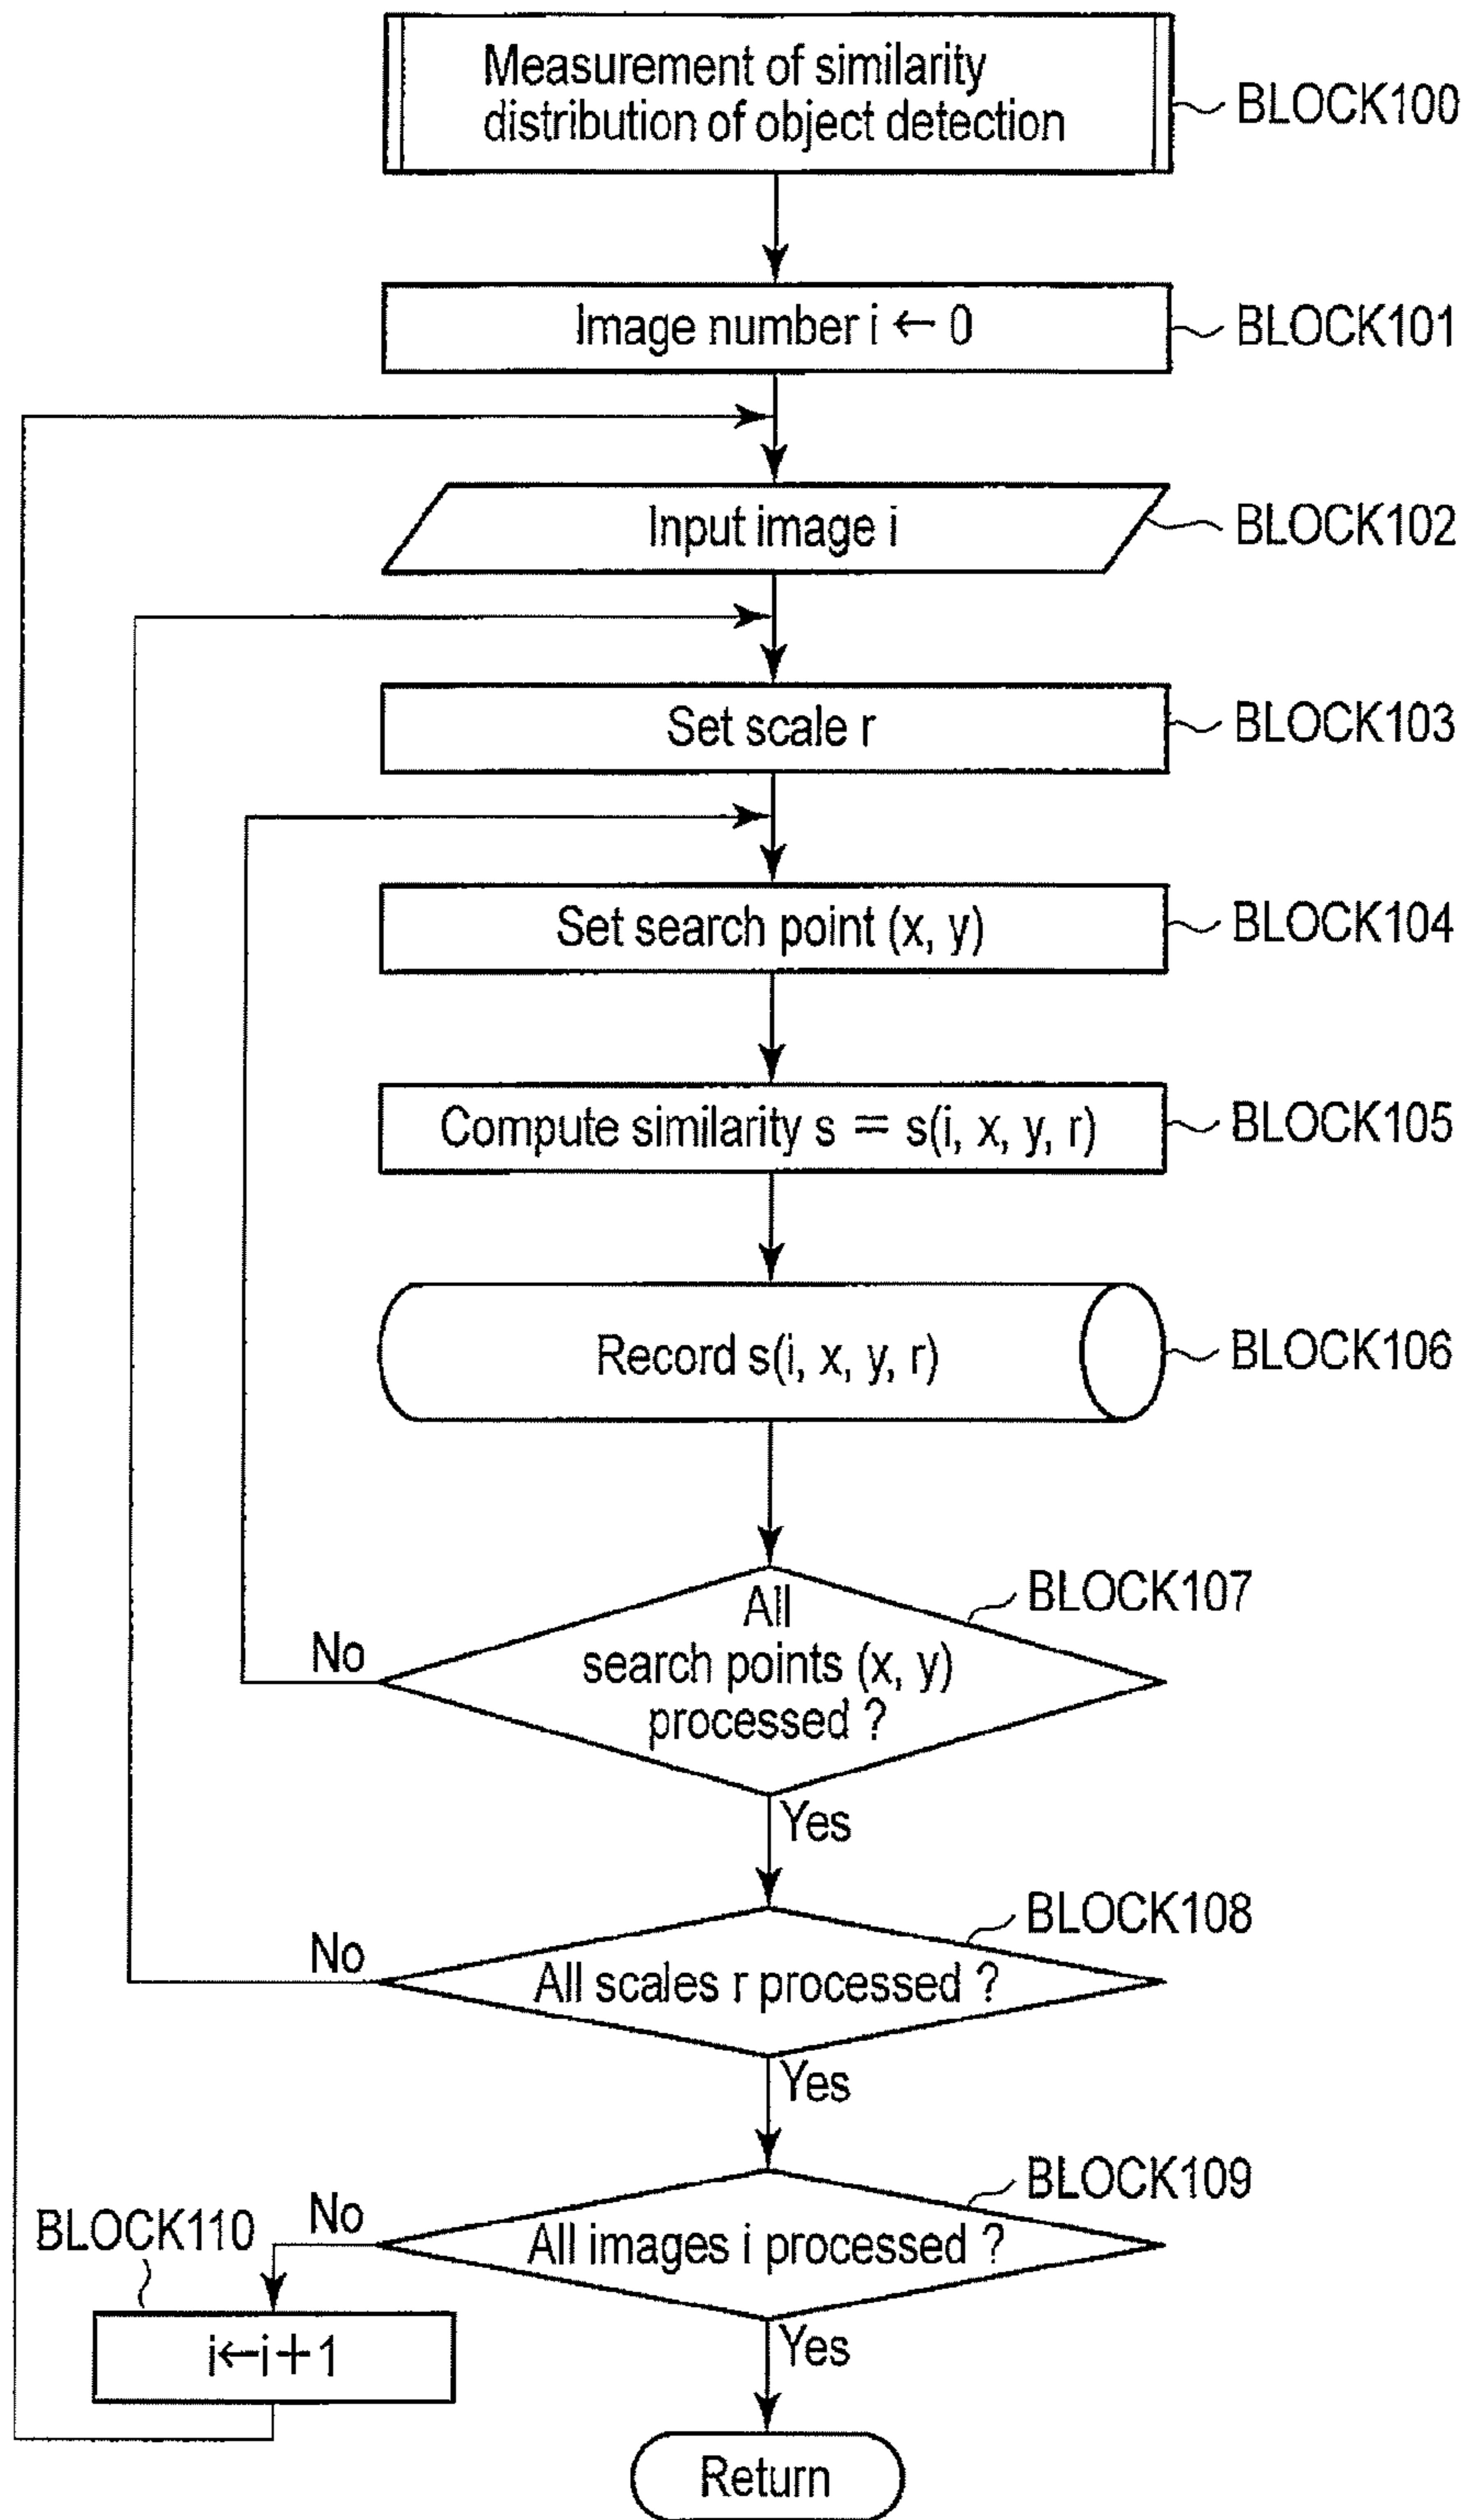 Measurement of similarity
distribution of object detection
BLOCK100
Image number i ← 0
BLOCK101
Input image i
BLOCK102
Set scale r
BLOCK103
Set search point (x, y)
BLOCK104
Compute similarity s = s(i, x, y, r)
BLOCK105
Record s(i, x, y, r)
BLOCK106
BLOCK107
All
search points (x, y)
processed ?
No
Yes
BLOCK108
No
All scales r processed ?
Yes
BLOCK109
No
All images i processed ?
BLOCK110
i←i+1
Yes
Return